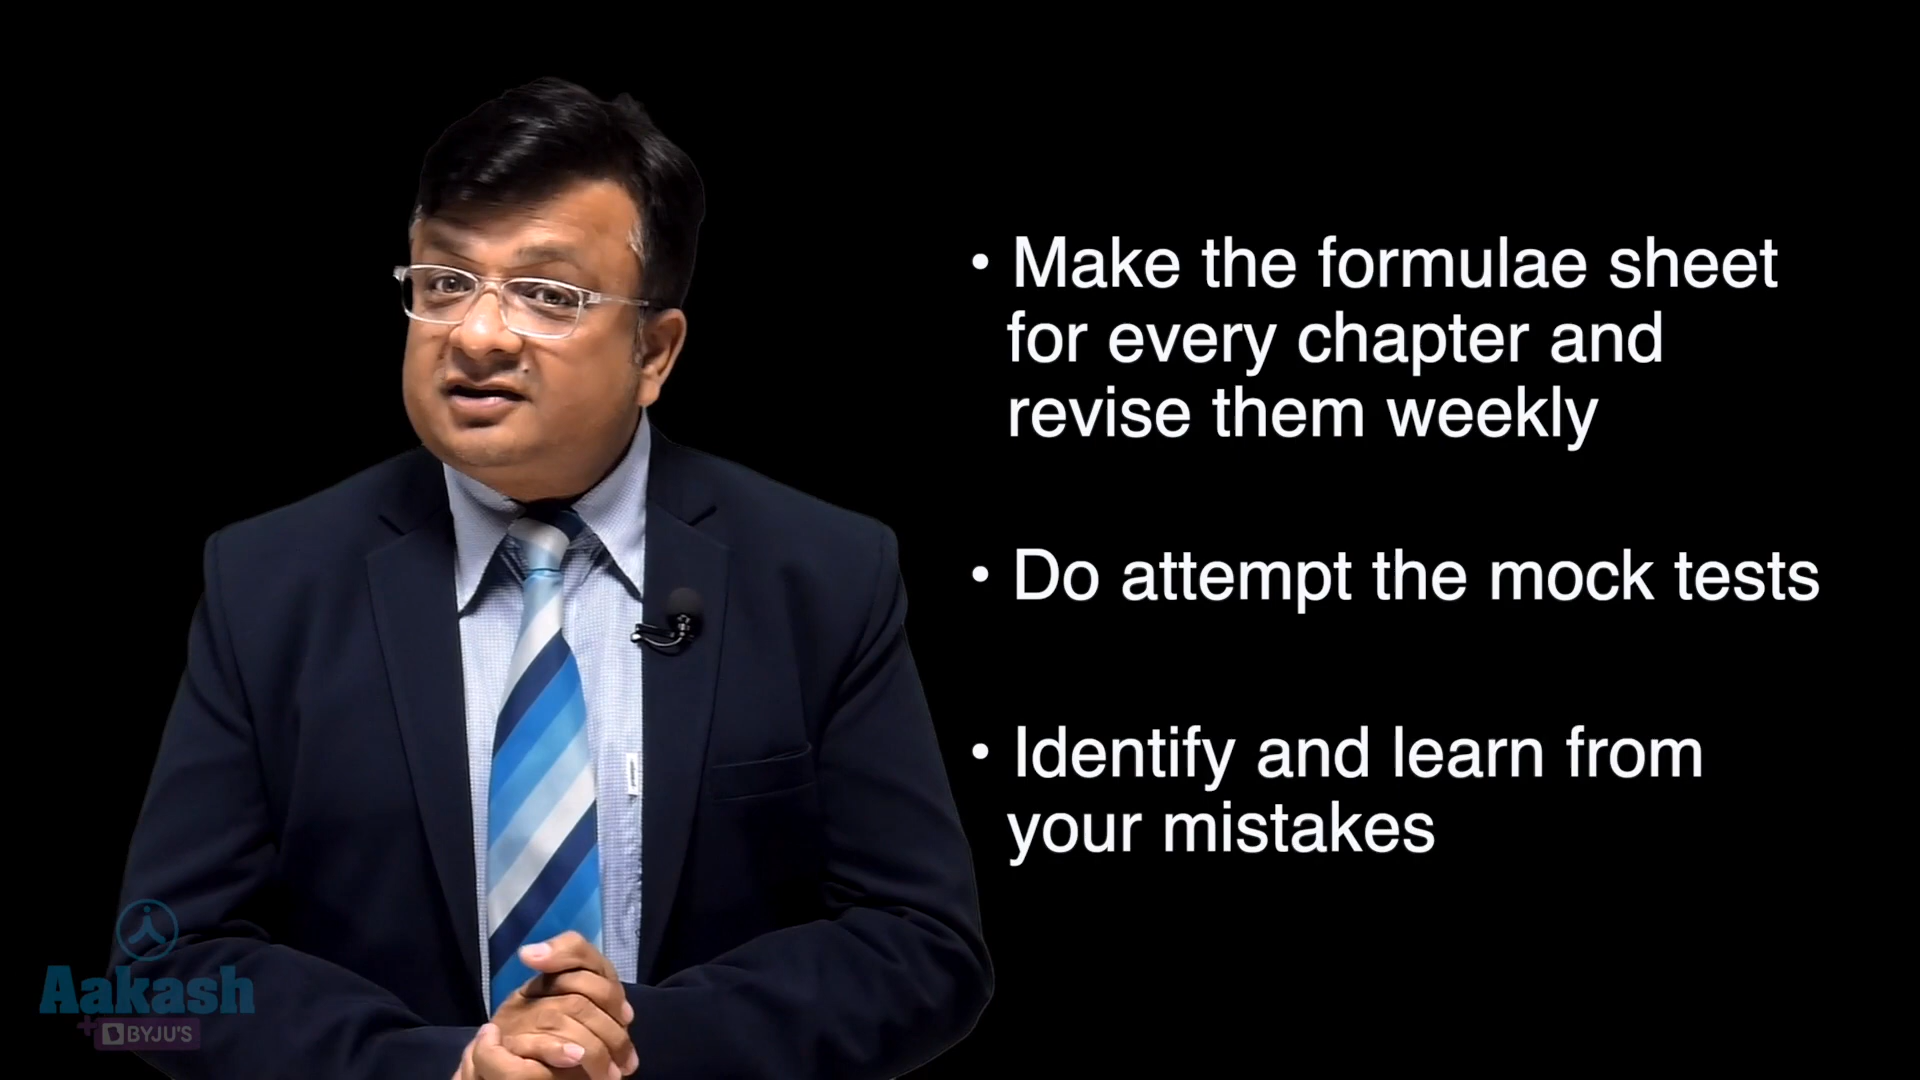 • Make the formulae sheet
for every chapter and
revise them weekly
• Do attempt the mock tests
• Identify and learn from
your mistakes
Aakash
+ BYJU'S